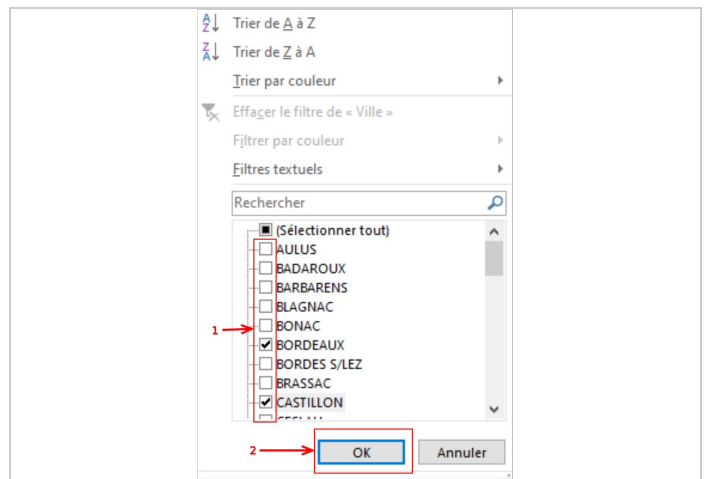 Trier de A à Z
Trier de Z à A
Trier par couleur
Effacer le filtre de « Ville »
Filtrer par couleur
Filtres textuels
Rechercher
(Sélectionner tout)
AULUS
BADAROUX
BARBARENS
BLAGNAC
BONAC
1
BORDEAUX
BORDES S/LEZ
BRASSAC
CASTILLON
2 OK Annuler